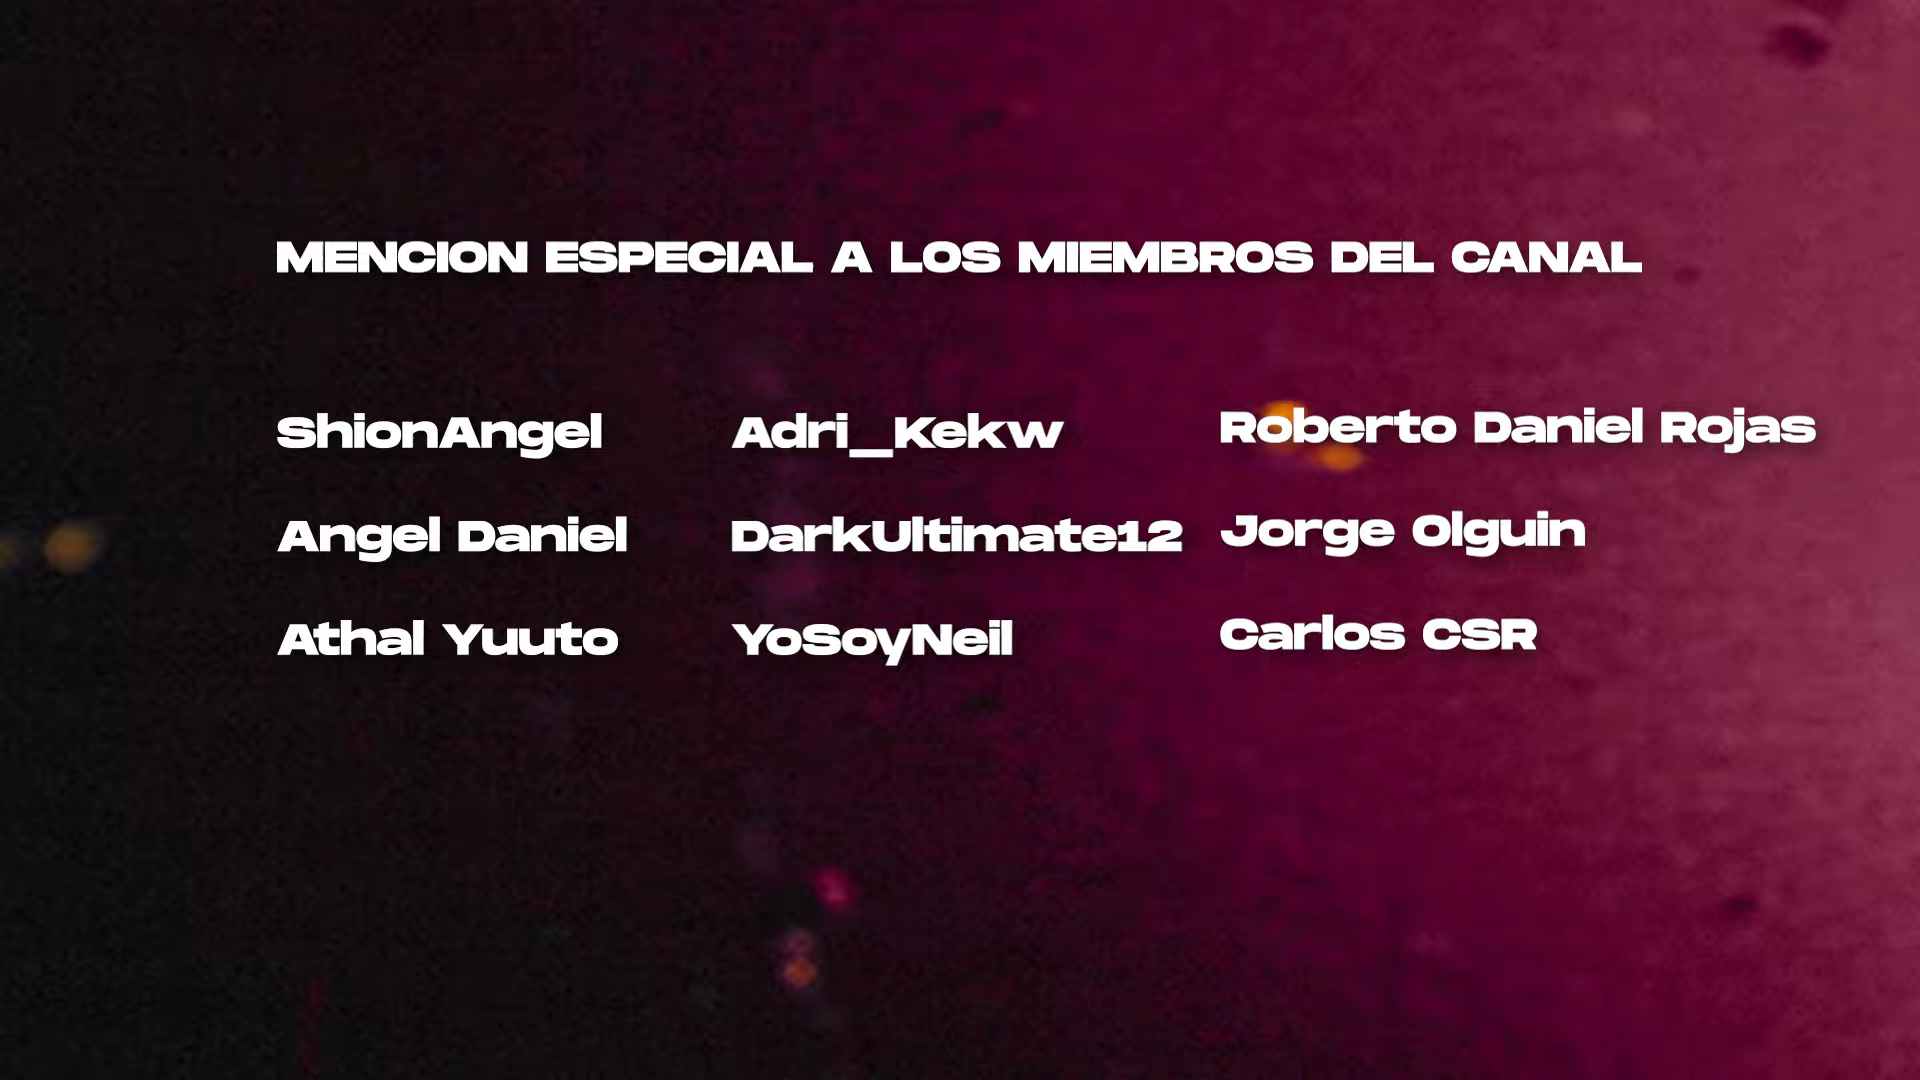 MENCION ESPECIAL A LOS MIEMBROS DEL CANAL
ShionAngel
Adri_Kekw
Roberto Daniel Rojas
Angel Daniel
DarkUltimate12
Jorge Olguin
Athal Yuuto
YoSoyNeil
Carlos CSR